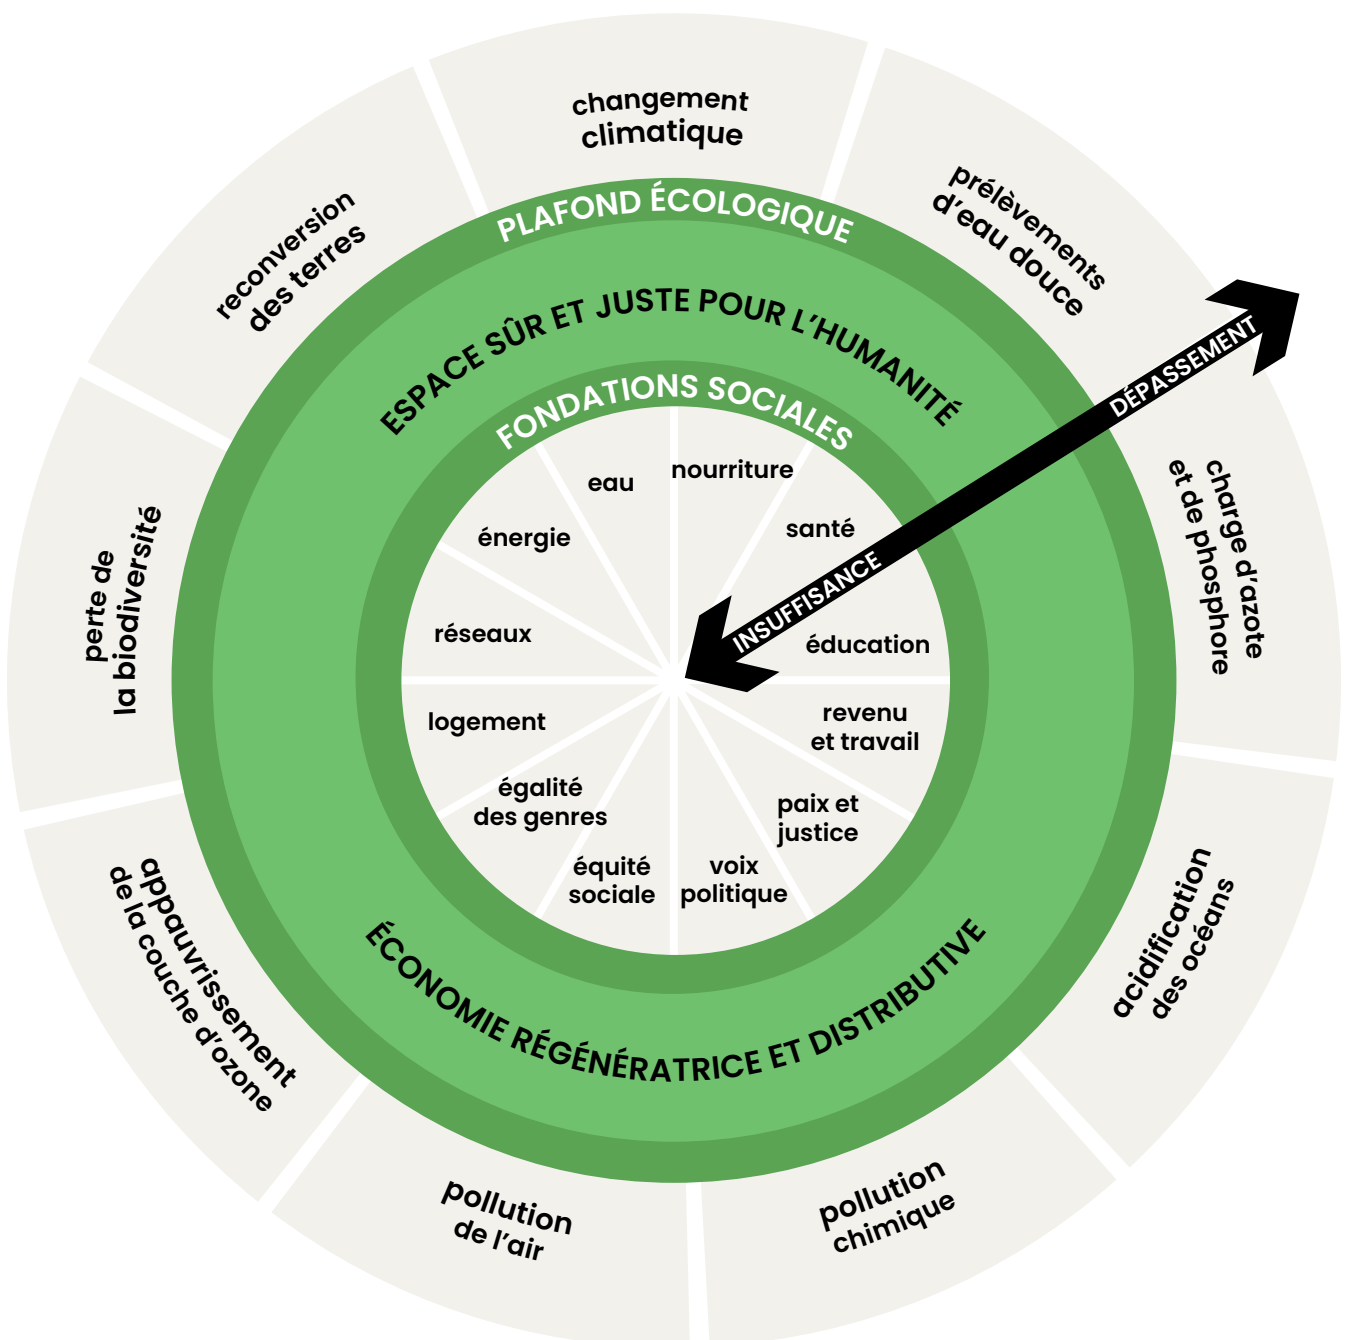 changement
climatique
prélèvements
d'eau douce
charge d'azote
et de phosphore
acidification
des océans
pollution
chimique
pollution
de l'air
appauvrissement
de la couche d'ozone
perte de
la biodiversité
reconversion
des terres
PLAFOND ÉCOLOGIQUE
ESPACE SÛR ET JUSTE POUR L'HUMANITÉ
FONDATIONS SOCIALES
DÉPASSEMENT
INSUFFISANCE
eau
nourriture
santé
éducation
revenu
et travail
paix et
justice
voix
politique
équité
sociale
égalité
des genres
logement
réseaux
énergie
ÉCONOMIE RÉGÉNÉRATRICE ET DISTRIBUTIVE